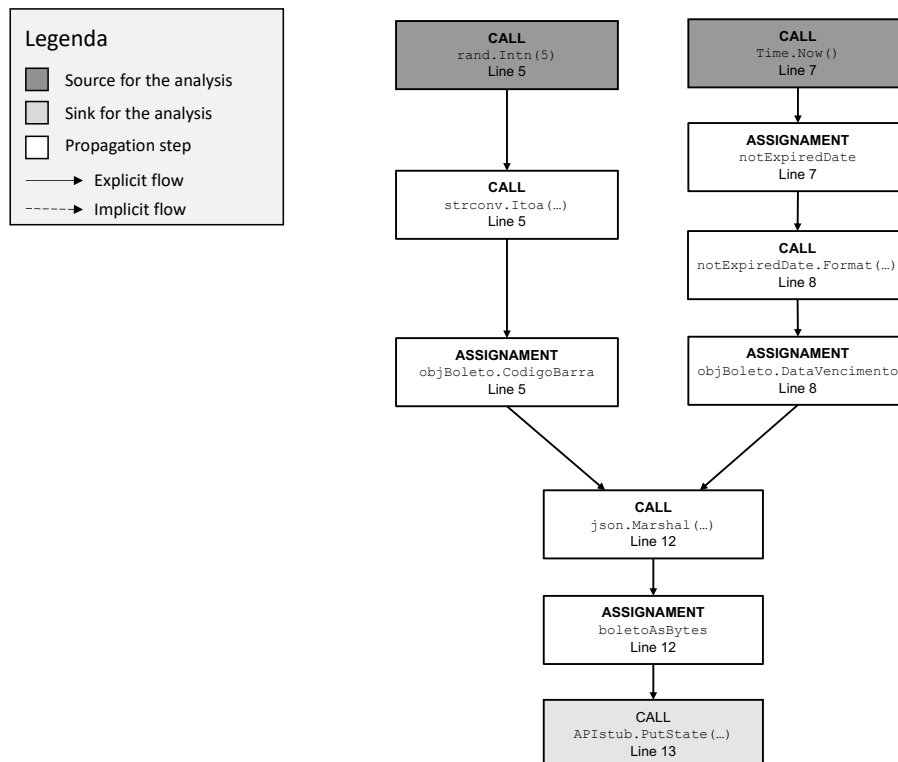 Legenda
Source for the analysis
Sink for the analysis
Propagation step
Explicit flow
Implicit flow
CALL
rand.Intn(5)
Line 5
CALL
Time.Now()
Line 7
ASSIGNAMENT
notExpiredDate
Line 7
CALL
strconv.Itoa(…)
Line 5
CALL
notExpiredDate.Format(…)
Line 8
ASSIGNAMENT
objBoleto.CodigoBarra
Line 5
ASSIGNAMENT
objBoleto.DataVencimento
Line 8
CALL
json.Marshal(…)
Line 12
ASSIGNAMENT
boletoAsBytes
Line 12
CALL
APIstub.PutState(…)
Line 13